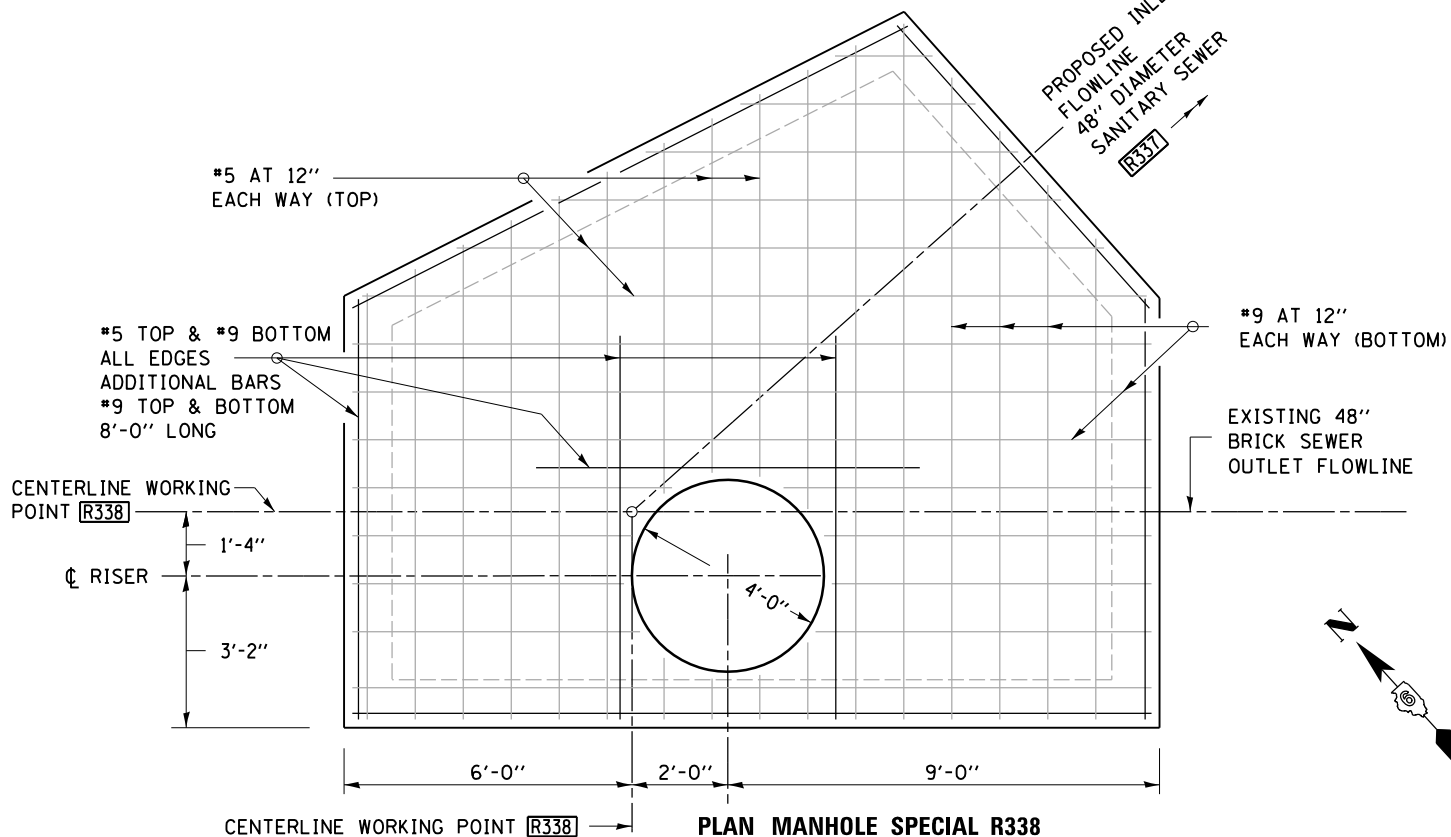 PROPOSED
FLOWLINE
48" DIAMETER
SANITARY SEWER
R337
#5 AT 12"
EACH WAY (TOP)
#5 TOP & #9 BOTTOM
ALL EDGES
ADDITIONAL BARS
#9 TOP & BOTTOM
8'-0" LONG
#9 AT 12"
EACH WAY (BOTTOM)
EXISTING 48"
BRICK SEWER
OUTLET FLOWLINE
CENTERLINE WORKING
POINT R338
1'-4"
℄ RISER
4'-0"
3'-2"
N
6
6'-0"
2'-0"
9'-0"
CENTERLINE WORKING POINT R338
PLAN MANHOLE SPECIAL R338